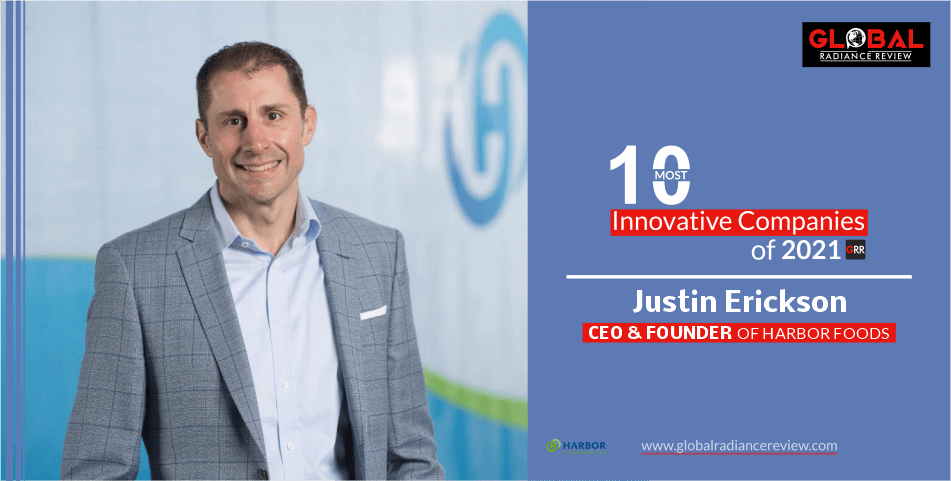 GLOBAL
RADIANCE REVIEW
10
MOST
Innovative Companies
of 2021 GRR
Justin Erickson
CEO & FOUNDER OF HARBOR FOODS
HARBOR
www.globalradiancereview.com